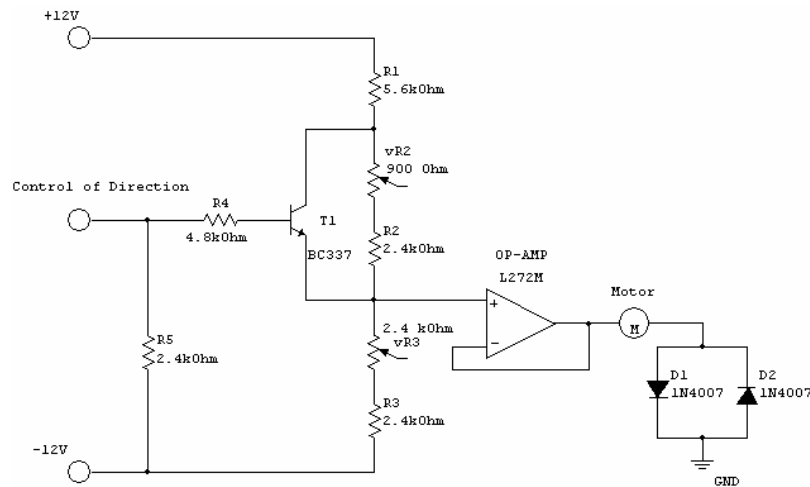 +12V
R1
5.6kOhm
vR2
900 Ohm
Control of Direction
R4
4.8kOhm
T1
BC337
R2
2.4kOhm
OP-AMP
L272M
Motor
M
+
-
2.4 kOhm
vR3
R5
2.4kOhm
D1
1N4007
D2
1N4007
R3
2.4kOhm
-12V
GND